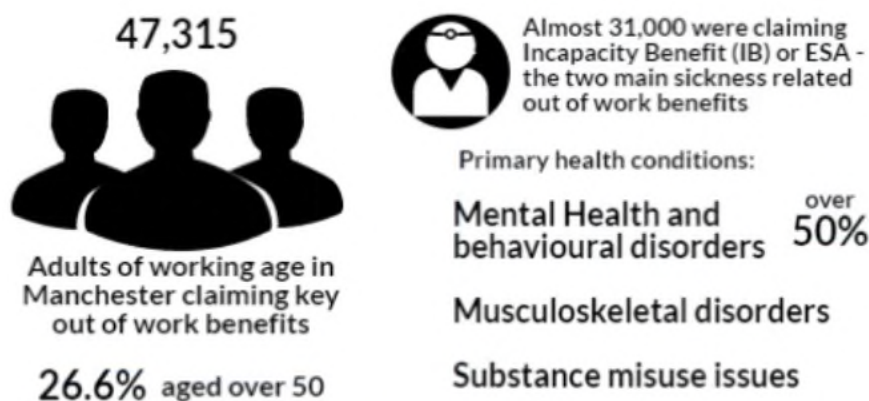 47,315
Adults of working age in
Manchester claiming key
out of work benefits
26.6% aged over 50
Almost 31,000 were claiming
Incapacity Benefit (IB) or ESA -
the two main sickness related
out of work benefits
Primary health conditions:
Mental Health and
behavioural disorders
over
50%
Musculoskeletal disorders
Substance misuse issues